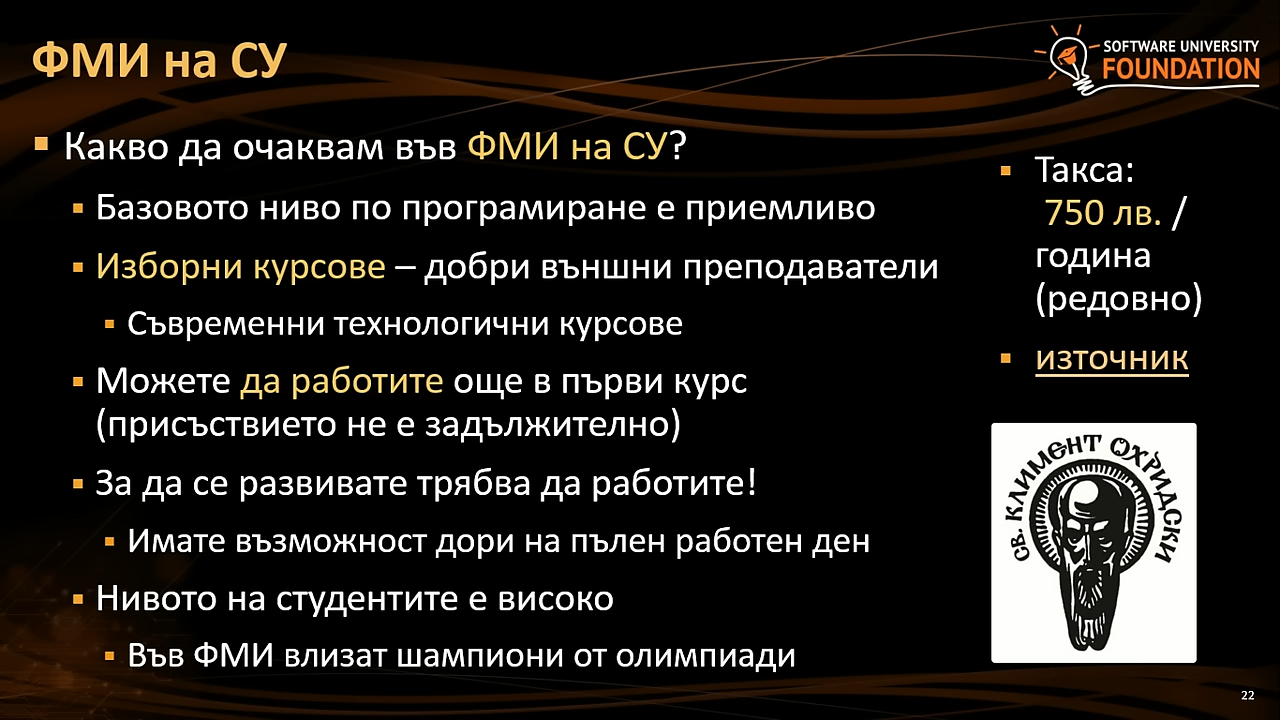 ФМИ на СУ
SOFTWARE UNIVERSITY
FOUNDATION
Какво да очаквам във ФМИ на СУ?
Базовото ниво по програмиране е приемливо
Изборни курсове – добри външни преподаватели
Съвременни технологични курсове
Можете да работите още в първи курс
(присъствието не е задължително)
За да се развивате трябва да работите!
Имате възможност дори на пълен работен ден
Нивото на студентите е високо
Във ФМИ влизат шампиони от олимпиади
Такса:
750 лв. /
година
(редовно)
източник
СВ. КЛИМЕНТ ОХРИДСКИ
22